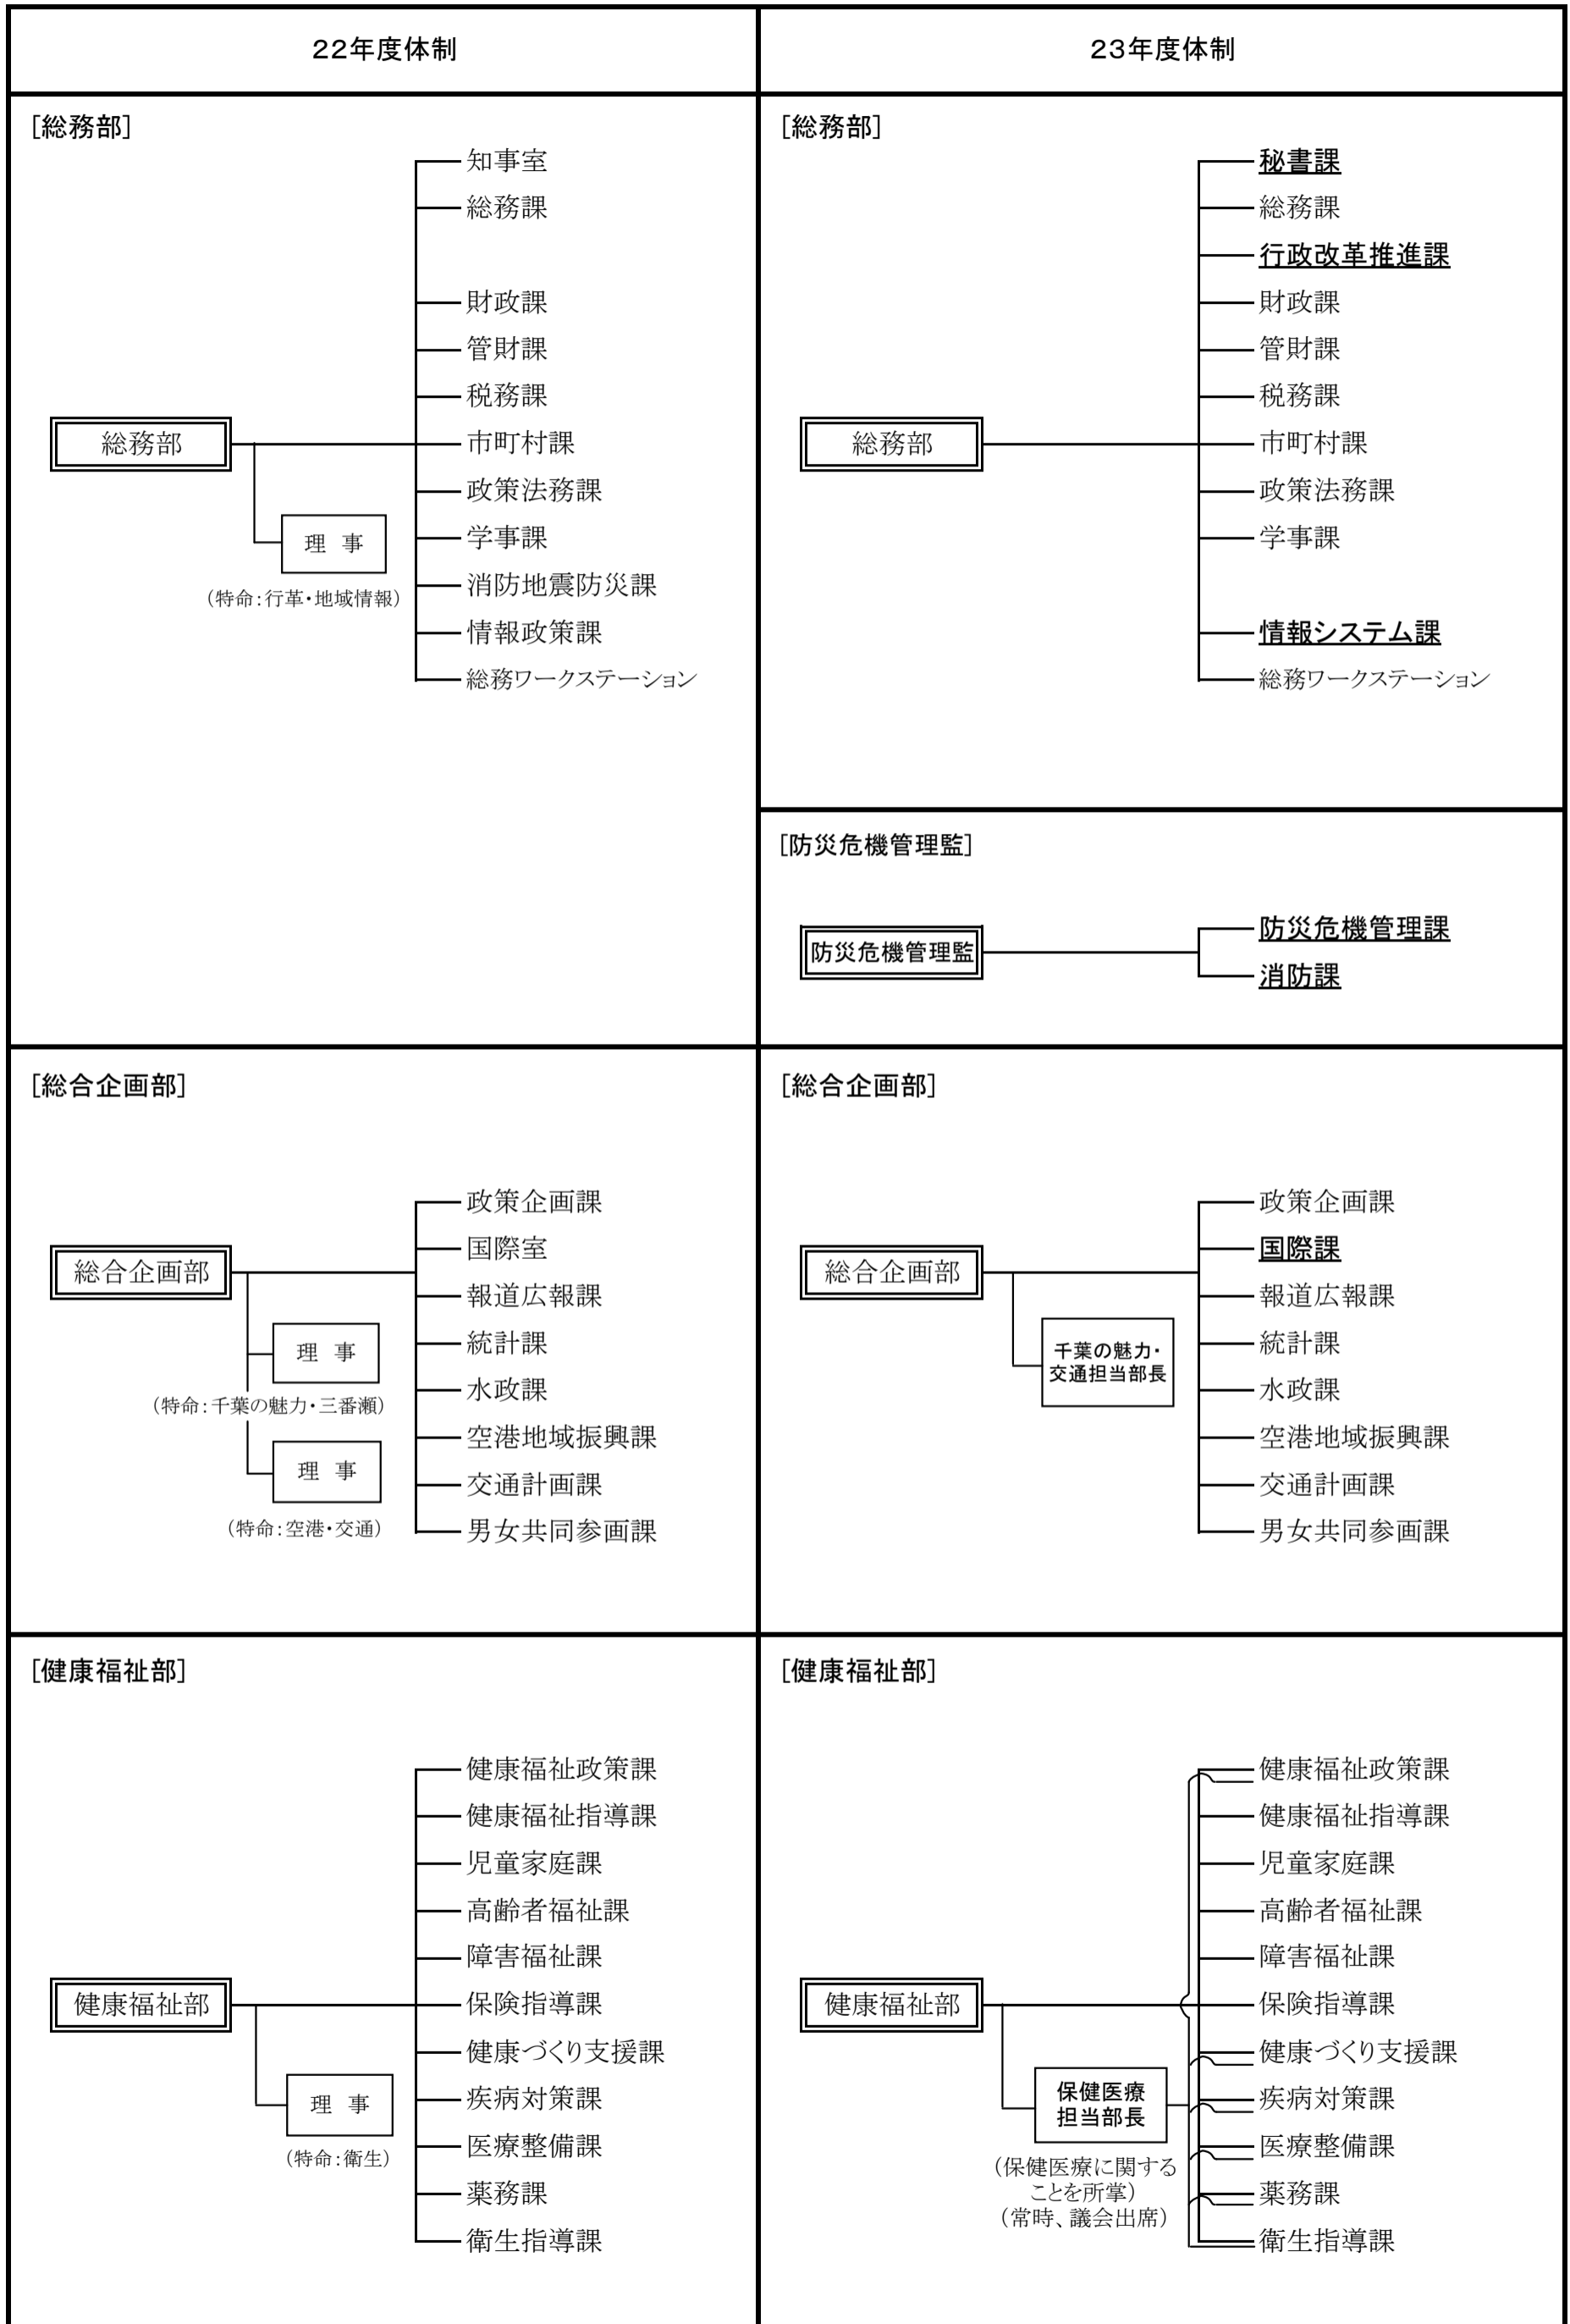 22年度体制
23年度体制
[総務部]
知事室
総務課
財政課
管財課
税務課
総務部
市町村課
政策法務課
理 事
学事課
(特命:行革・地域情報)
消防地震防災課
情報政策課
総務ワークステーション
[総務部]
秘書課
総務課
行政改革推進課
財政課
管財課
税務課
総務部
市町村課
政策法務課
学事課
情報システム課
総務ワークステーション
[防災危機管理監]
防災危機管理監
防災危機管理課
消防課
[総合企画部]
政策企画課
国際室
総合企画部
報道広報課
統計課
理 事
水政課
(特命:千葉の魅力・三番瀬)
空港地域振興課
理 事
交通計画課
(特命:空港・交通)
男女共同参画課
[総合企画部]
政策企画課
国際課
総合企画部
報道広報課
統計課
千葉の魅力・
交通担当部長
水政課
空港地域振興課
交通計画課
男女共同参画課
[健康福祉部]
健康福祉政策課
健康福祉指導課
児童家庭課
高齢者福祉課
障害福祉課
健康福祉部
保険指導課
健康づくり支援課
理 事
疾病対策課
(特命:衛生)
医療整備課
薬務課
衛生指導課
[健康福祉部]
健康福祉政策課
健康福祉指導課
児童家庭課
高齢者福祉課
障害福祉課
健康福祉部
保険指導課
健康づくり支援課
保健医療
担当部長
疾病対策課
医療整備課
(保健医療に関する
ことを所掌)
(常時、議会出席)
薬務課
衛生指導課